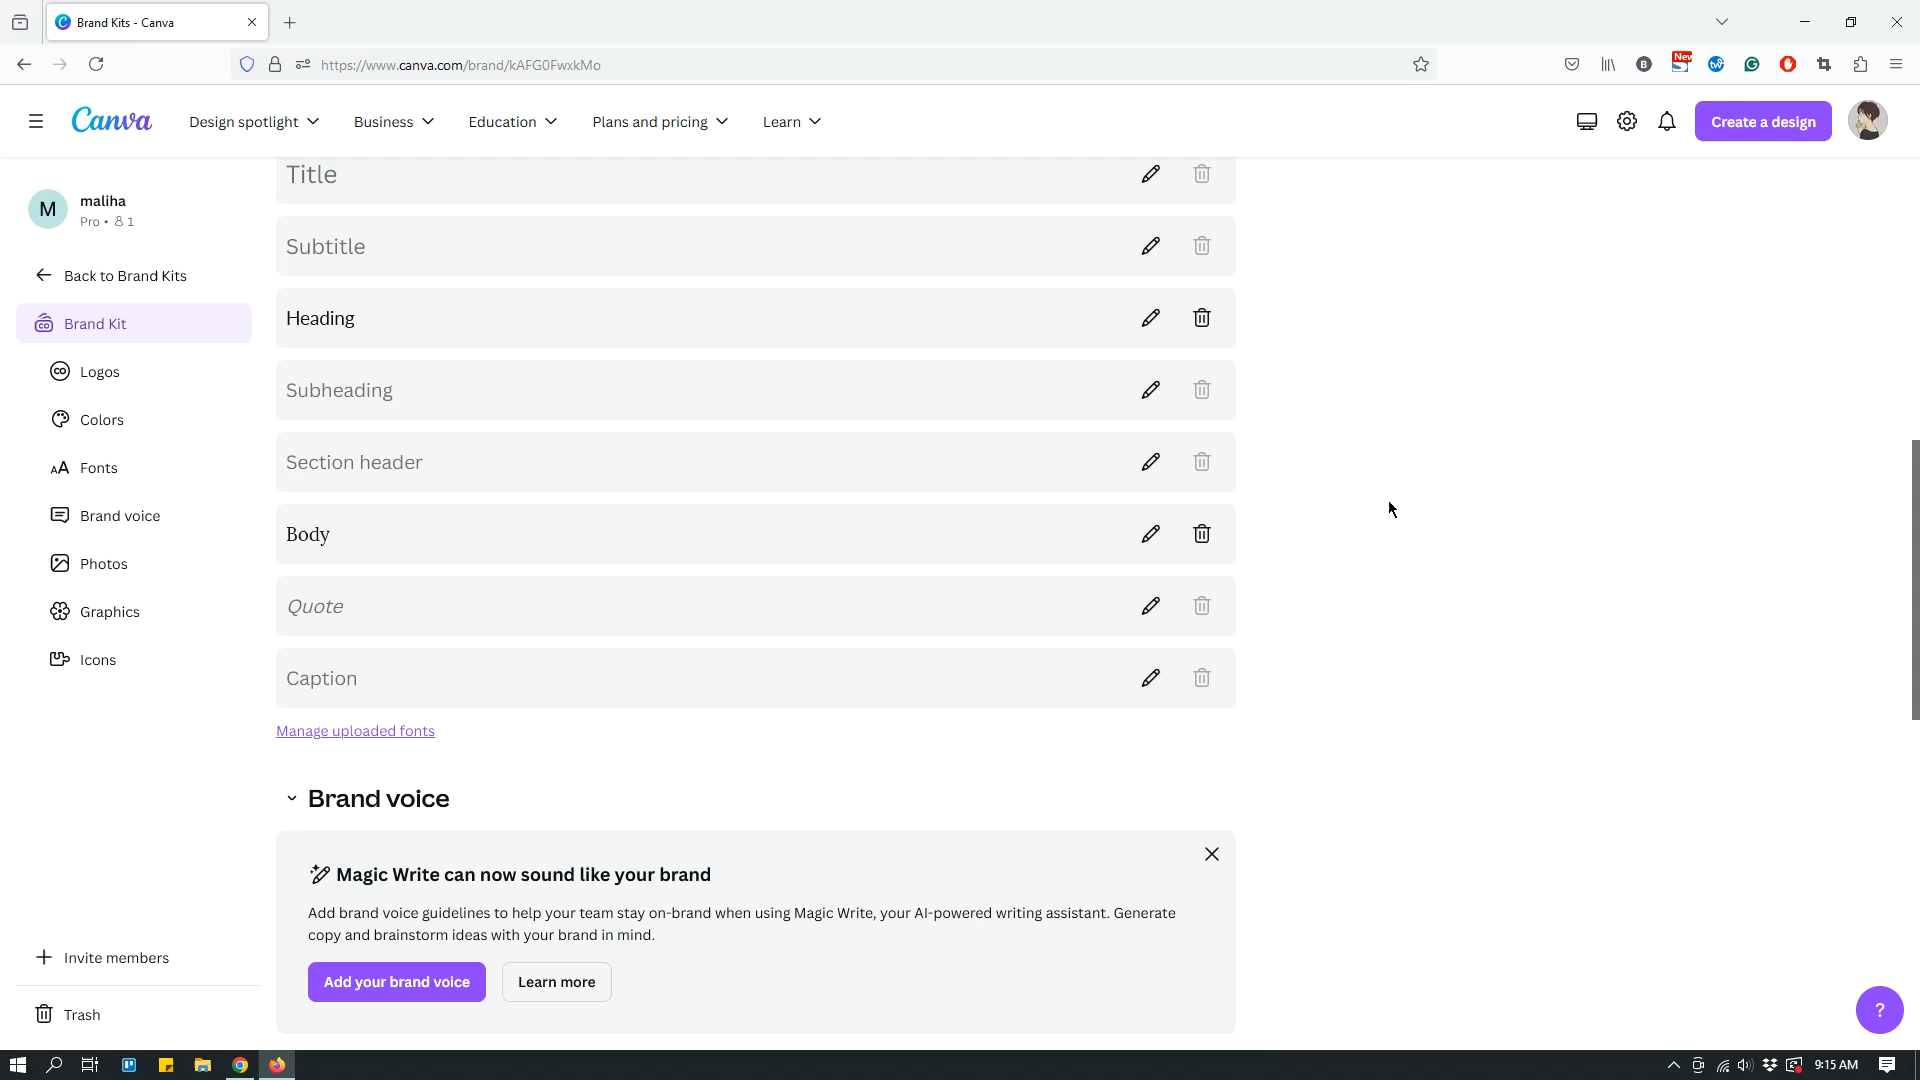 Brand Kits - Canva
https://www.canva.com/brand/kAFG0FwxkMo
New
Canva
Design spotlight
Business
Education
Plans and pricing
Learn
Create a design
M
maliha
Pro • 1
Back to Brand Kits
Brand Kit
Logos
Colors
Fonts
Brand voice
Photos
Graphics
Icons
Invite members
Trash
Title
Subtitle
Heading
Subheading
Section header
Body
Quote
Caption
Manage uploaded fonts
Brand voice
Magic Write can now sound like your brand
Add brand voice guidelines to help your team stay on-brand when using Magic Write, your AI-powered writing assistant. Generate
copy and brainstorm ideas with your brand in mind.
Add your brand voice
Learn more
?
9:15 AM